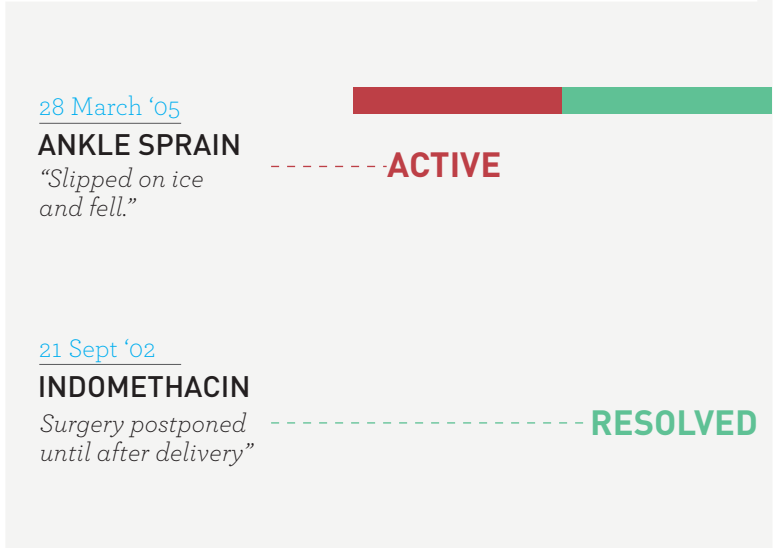 28 March ‘05
ANKLE SPRAIN
“Slipped on ice
and fell.”
ACTIVE
21 Sept ‘02
INDOMETHACIN
Surgery postponed
until after delivery”
RESOLVED